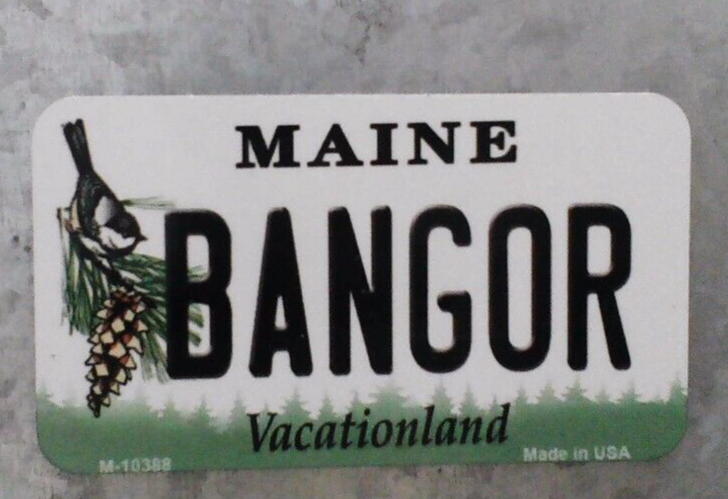 MAINE
BANGOR
Vacationland
M-10388 Made in USA